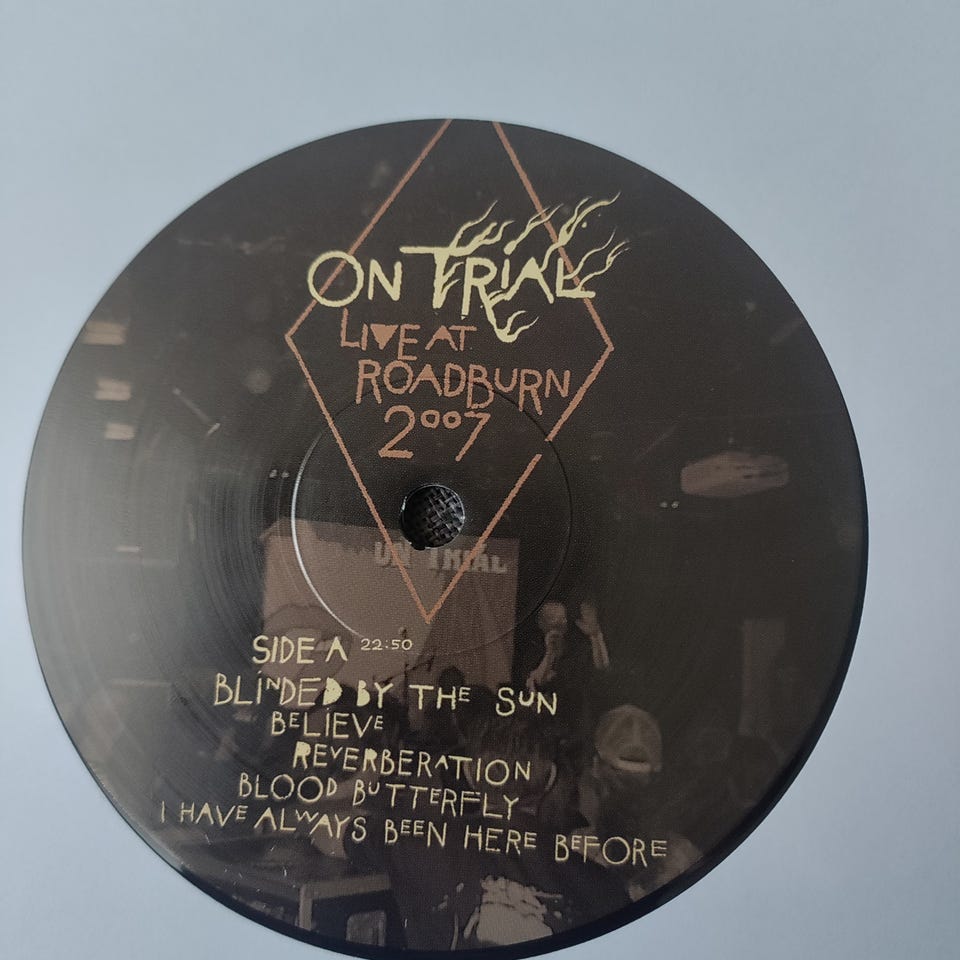 ON TRIAL
LIVE AT
ROADBURN
2007
ON TRIAL
SIDE A 22:50
BLINDED BY THE SUN
BELIEVE
REVERBERATION
BLOOD BUTTERFLY
I HAVE ALWAYS BEEN HERE BEFORE